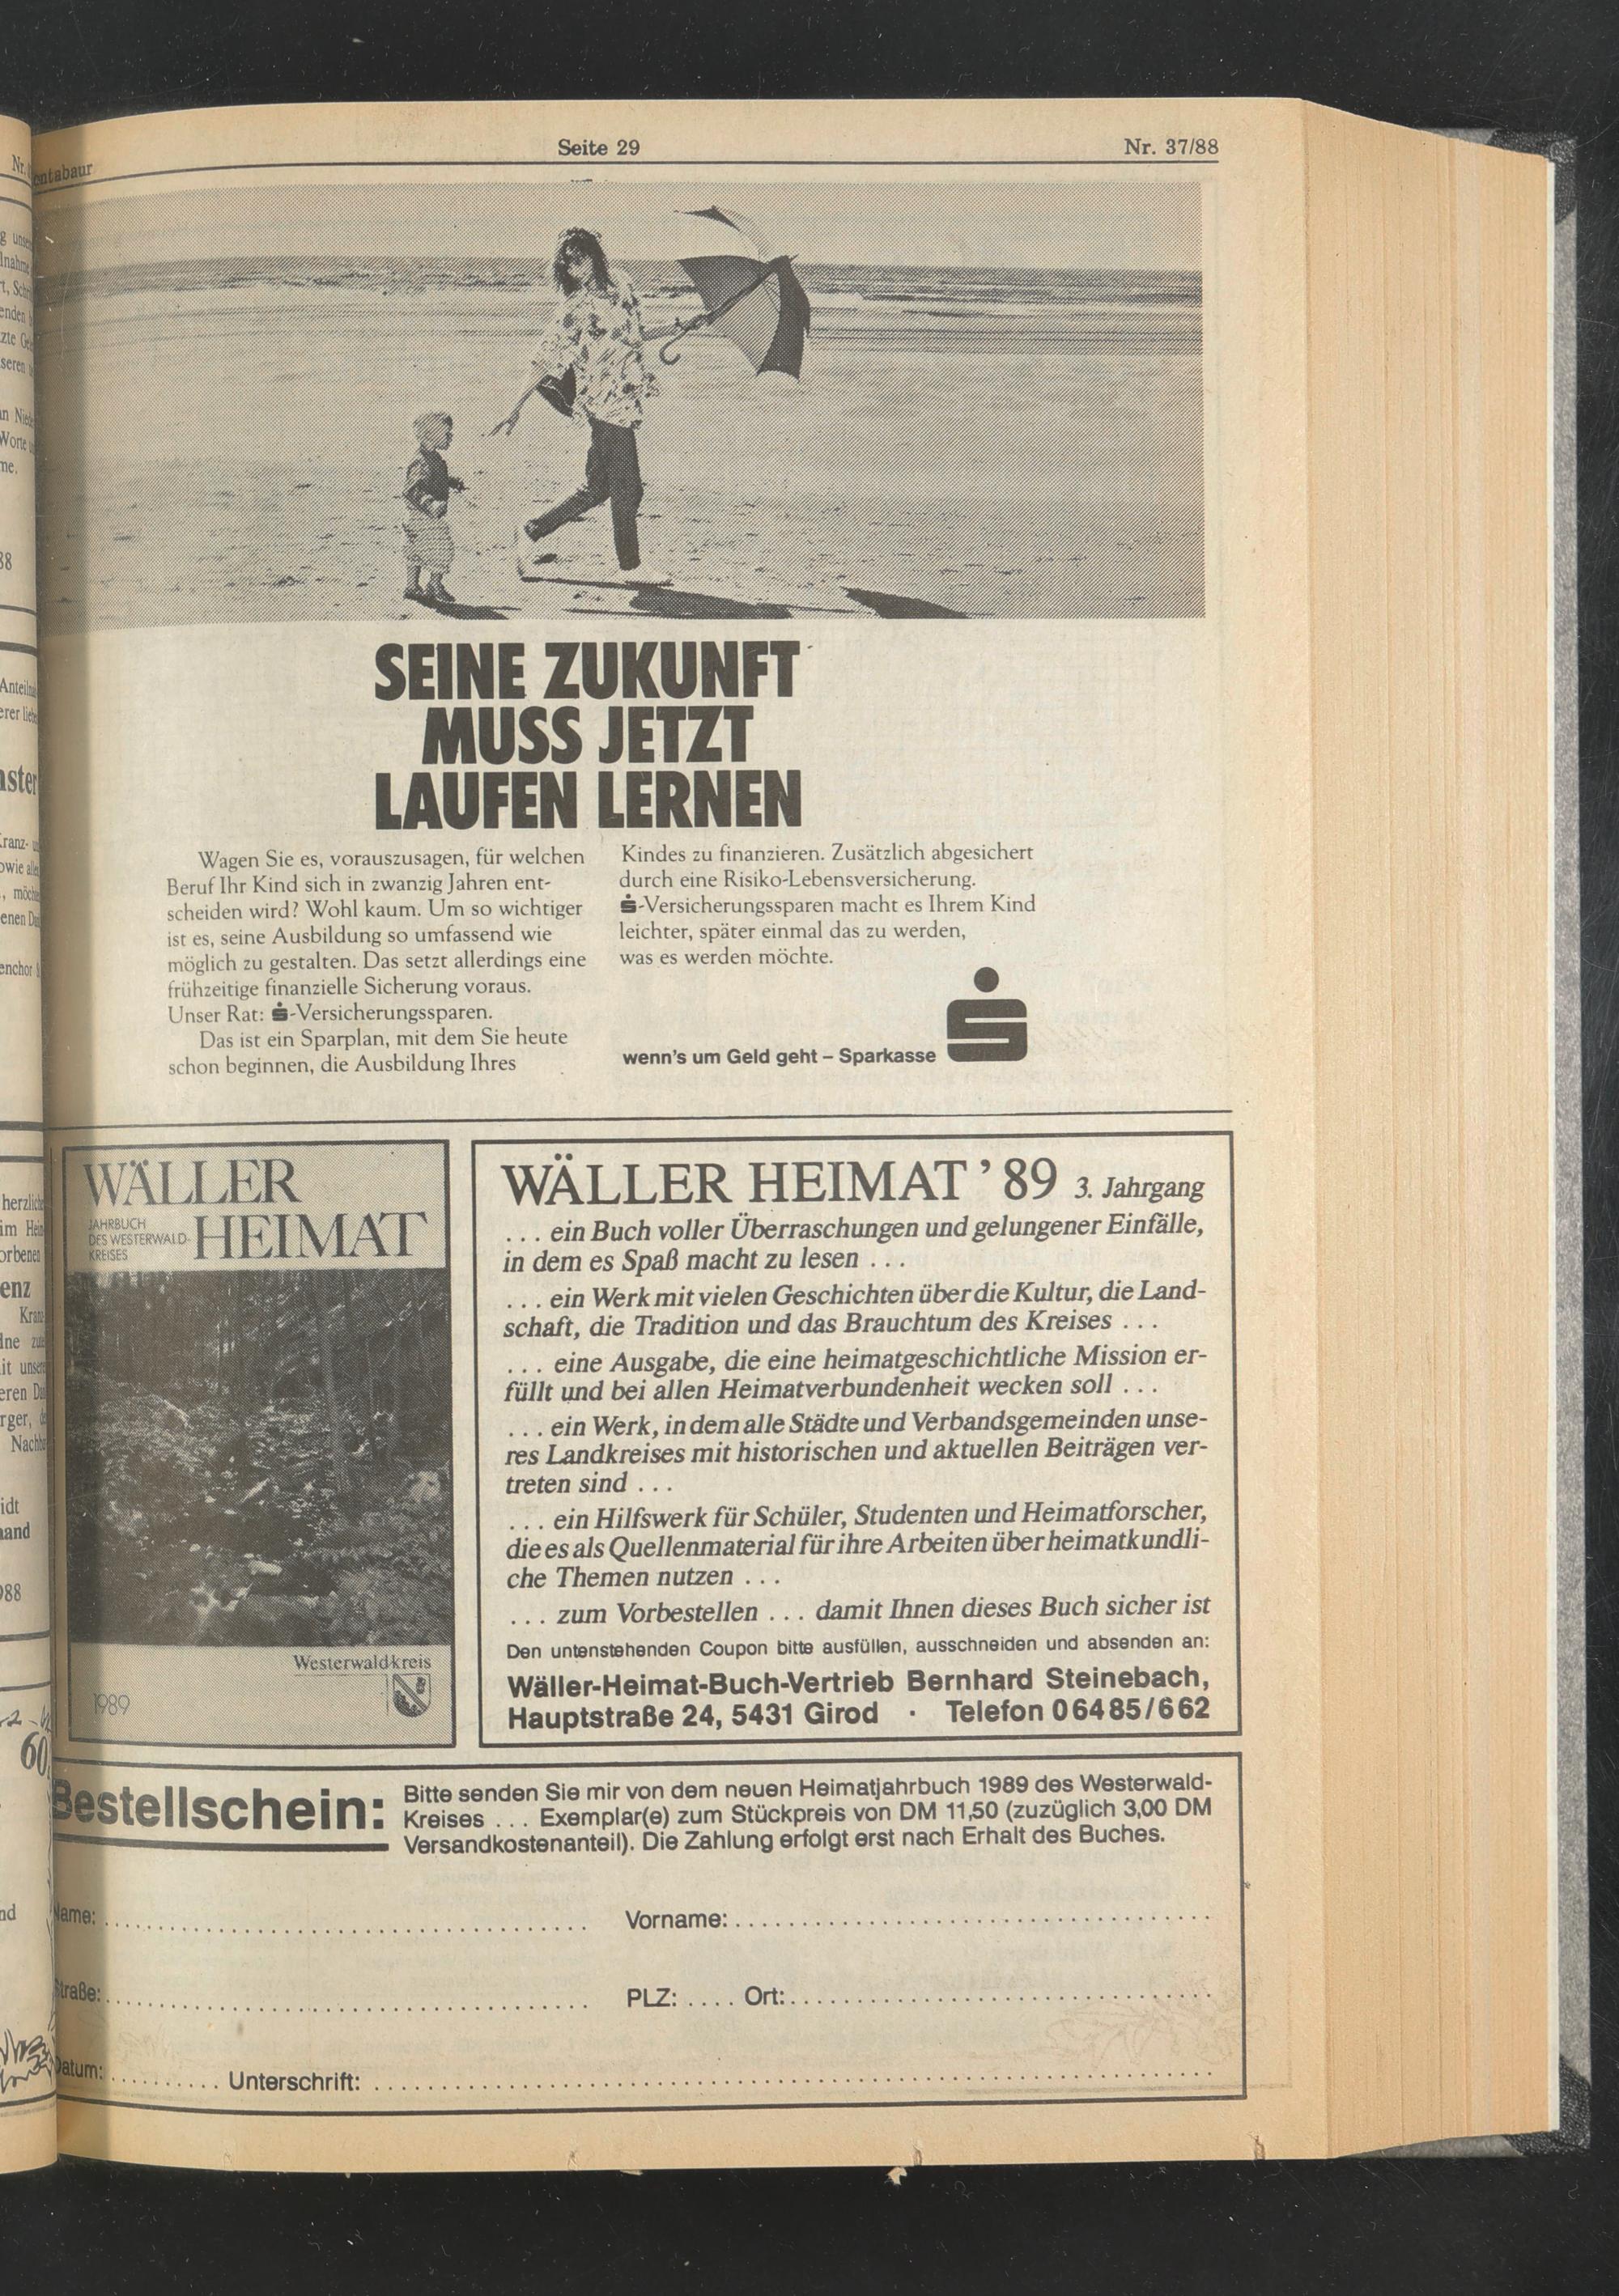 Seite 29
Nr. 37/88
SEINE ZUKUNFT
MUSS JETZT
LAUFEN LERNEN
Wagen Sie es, vorauszusagen, für welchen
Beruf Ihr Kind sich in zwanzig Jahren ent-
scheiden wird? Wohl kaum. Um so wichtiger
ist es, seine Ausbildung so umfassend wie
möglich zu gestalten. Das setzt allerdings eine
frühzeitige finanzielle Sicherung voraus.
Unser Rat: S-Versicherungssparen.
Das ist ein Sparplan, mit dem Sie heute
schon beginnen, die Ausbildung Ihres
Kindes zu finanzieren. Zusätzlich abgesichert
durch eine Risiko-Lebensversicherung.
S-Versicherungssparen macht es Ihrem Kind
leichter, später einmal das zu werden,
was es werden möchte.
wenn's um Geld geht – Sparkasse
WÄLLER
JAHRBUCH
DES WESTERWALD-
KREISES
HEIMAT
Westerwaldkreis
1989
WÄLLER HEIMAT ’89 3. Jahrgang
... ein Buch voller Überraschungen und gelungener Einfälle,
in dem es Spaß macht zu lesen ...
... ein Werk mit vielen Geschichten über die Kultur, die Land-
schaft, die Tradition und das Brauchtum des Kreises ...
... eine Ausgabe, die eine heimatgeschichtliche Mission er-
füllt und bei allen Heimatverbundenheit wecken soll ...
... ein Werk, in dem alle Städte und Verbandsgemeinden unse-
res Landkreises mit historischen und aktuellen Beiträgen ver-
treten sind ...
... ein Hilfswerk für Schüler, Studenten und Heimatforscher,
die es als Quellenmaterial für ihre Arbeiten über heimatkundli-
che Themen nutzen ...
... zum Vorbestellen ... damit Ihnen dieses Buch sicher ist
Den untenstehenden Coupon bitte ausfüllen, ausschneiden und absenden an:
Wäller-Heimat-Buch-Vertrieb Bernhard Steinebach,
Hauptstraße 24, 5431 Girod · Telefon 06485/662
Bestellschein:
Bitte senden Sie mir von dem neuen Heimatjahrbuch 1989 des Westerwald-
Kreises ... Exemplar(e) zum Stückpreis von DM 11,50 (zuzüglich 3,00 DM
Versandkostenanteil). Die Zahlung erfolgt erst nach Erhalt des Buches.
Name: Vorname:
Straße: PLZ: .... Ort:
Datum: .......... Unterschrift: